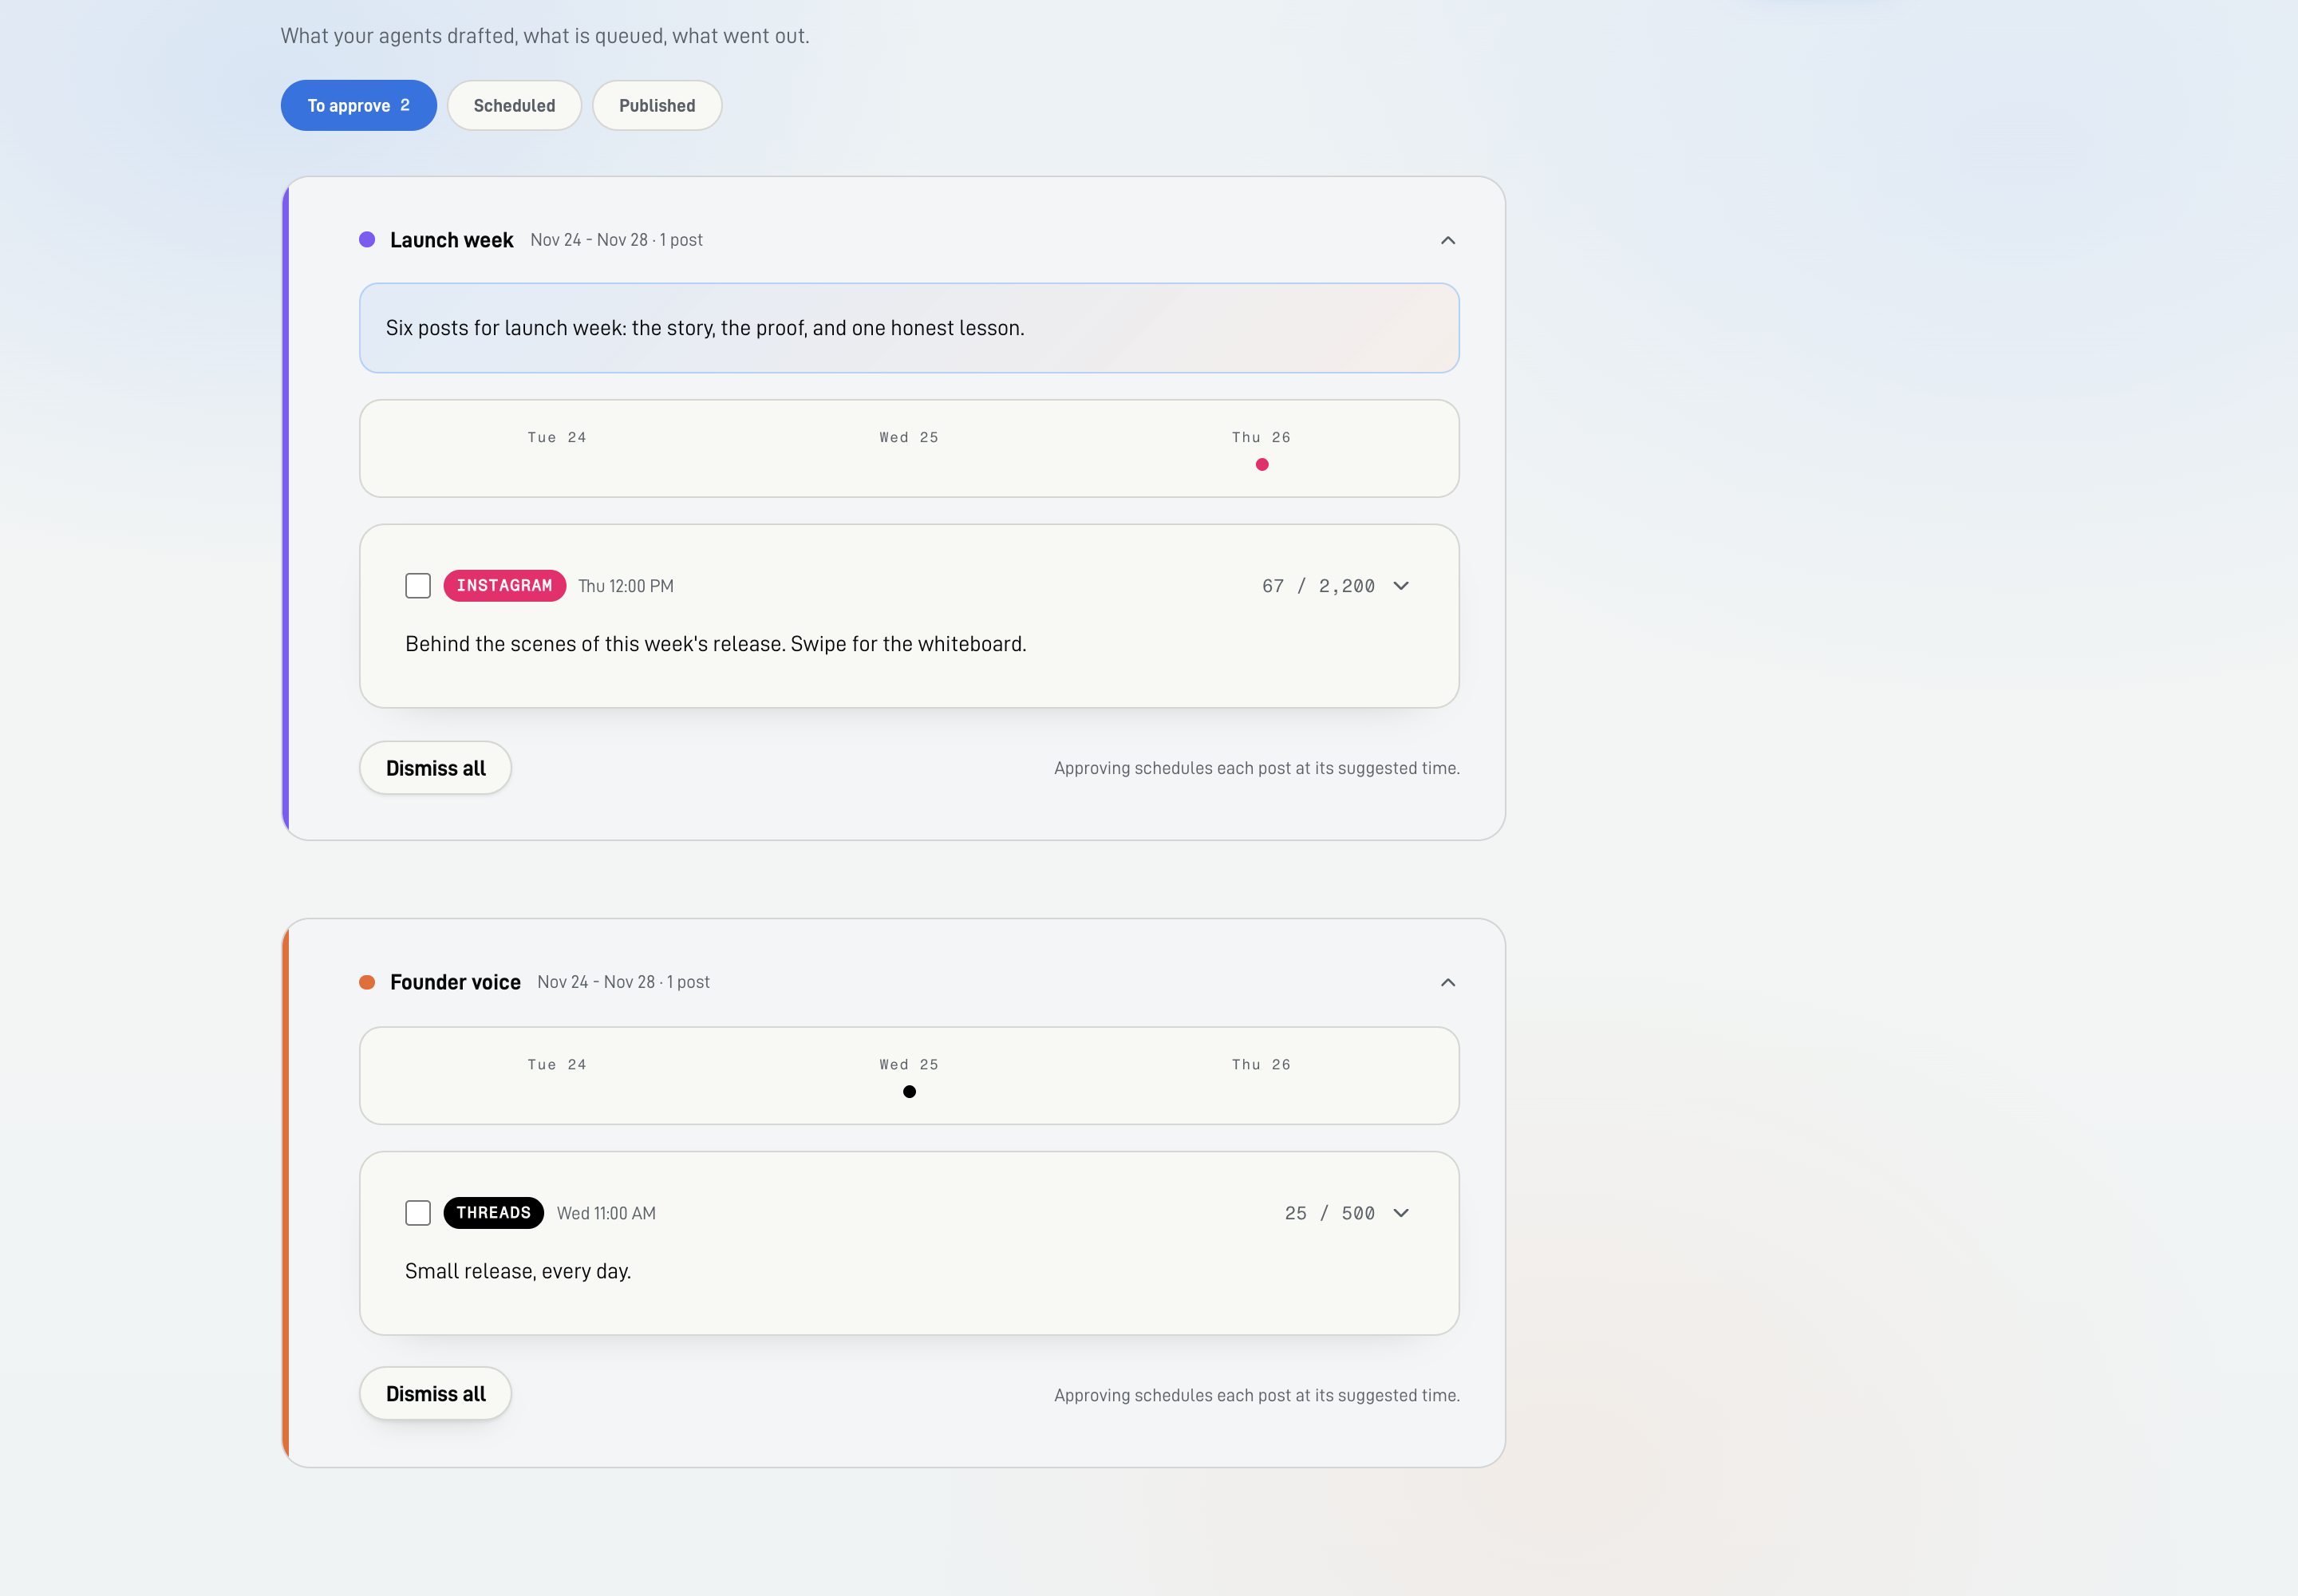 What your agents drafted, what is queued, what went out.
To approve 2
Scheduled
Published
Launch week Nov 24 - Nov 28 · 1 post
Six posts for launch week: the story, the proof, and one honest lesson.
Tue 24 Wed 25 Thu 26
INSTAGRAM Thu 12:00 PM 67 / 2,200
Behind the scenes of this week's release. Swipe for the whiteboard.
Dismiss all Approving schedules each post at its suggested time.
Founder voice Nov 24 - Nov 28 · 1 post
Tue 24 Wed 25 Thu 26
THREADS Wed 11:00 AM 25 / 500
Small release, every day.
Dismiss all Approving schedules each post at its suggested time.